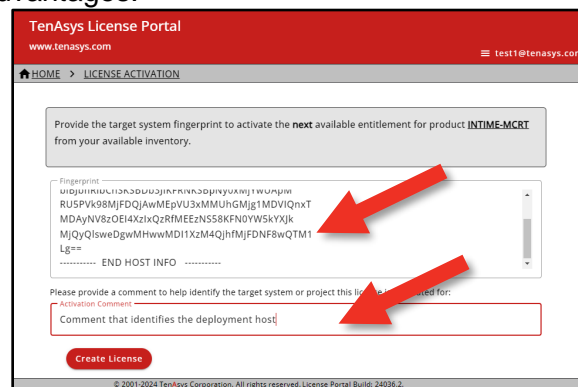 TenAsys License Portal
www.tenasys.com
test1@tenasys.com
HOME > LICENSE ACTIVATION
Provide the target system fingerprint to activate the next available entitlement for product INTIME-MCRT
from your available inventory.
Fingerprint
RU5PVk98MjFDQjAwMEpVU3xMMUhGMjg1MDVIQnxT
MDAyNV8zOEI4XzIxQzRfMEEzNS58KFN0YW5kYXJk
MjQyQlsweDgwMHwwMDI1XzM4QjhfMjFDNF8wQTM1
Lg==
----------- END HOST INFO -----------
Please provide a comment to help identify the target system or project this for:
Activation Comment
Comment that identifies the deployment host
Create License
© 2001-2024 TenAsys Corporation. All rights reserved. License Portal Build: 24036.2.